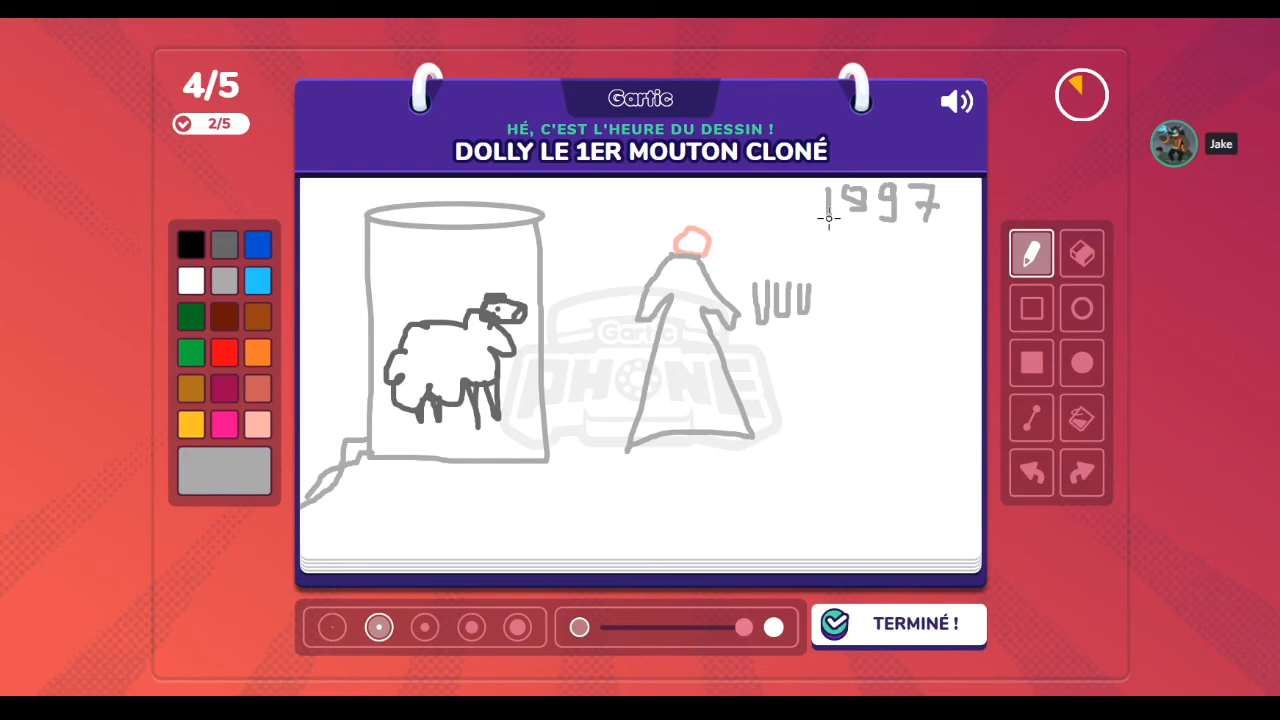 4/5
2/5
Gartic
HÉ, C'EST L'HEURE DU DESSIN !
DOLLY LE 1ER MOUTON CLONÉ
Jake
1997
Gartic
PHONE
TERMINÉ !